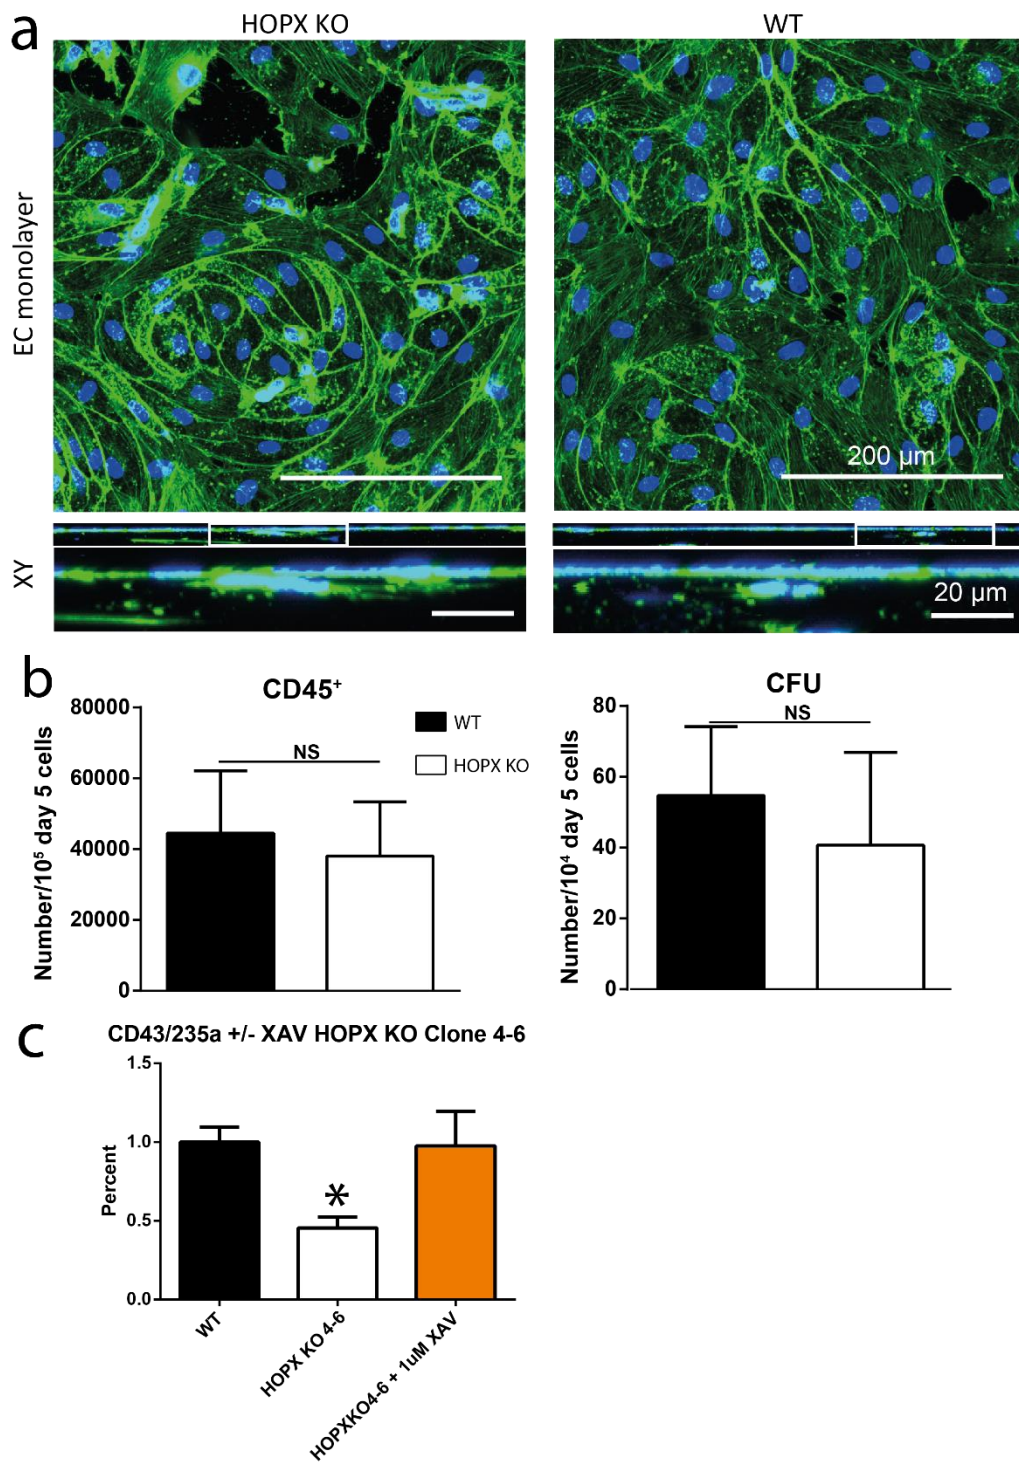 a
HOPX KO
WT
EC monolayer
200 µm
XY
20 µm
b
CD45⁺
WT
HOPX KO
NS
Number/10⁵ day 5 cells
80000
60000
40000
20000
0
CFU
NS
Number/10⁴ day 5 cells
80
60
40
20
0
c
CD43/235a +/- XAV HOPX KO Clone 4-6
Percent
1.5
1.0
0.5
0.0
*
WT
HOPX KO 4-6
HOPXKO4-6 + 1uM XAV